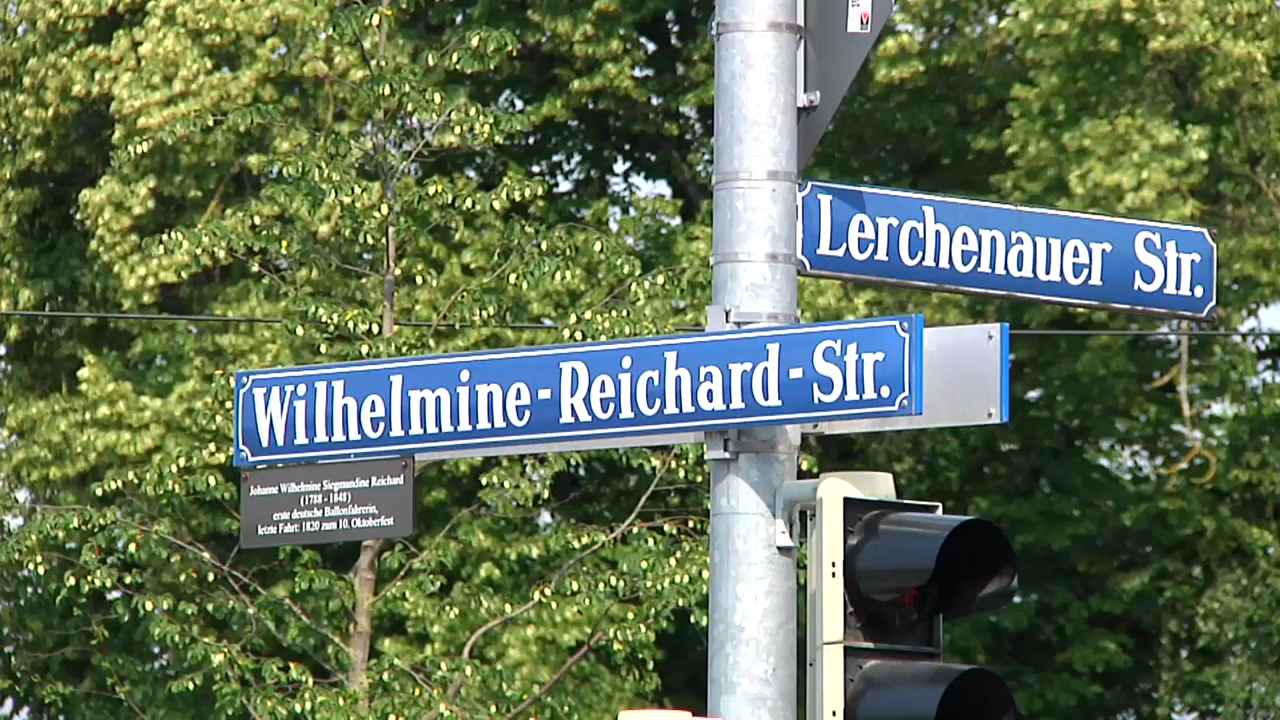 Lerchenauer Str.
Wilhelmine-Reichard-Str.
Johanne Wilhelmine Siegmundine Reichard
(1788 - 1848)
erste deutsche Ballonfahrerin,
letzte Fahrt: 1820 zum 10. Oktoberfest